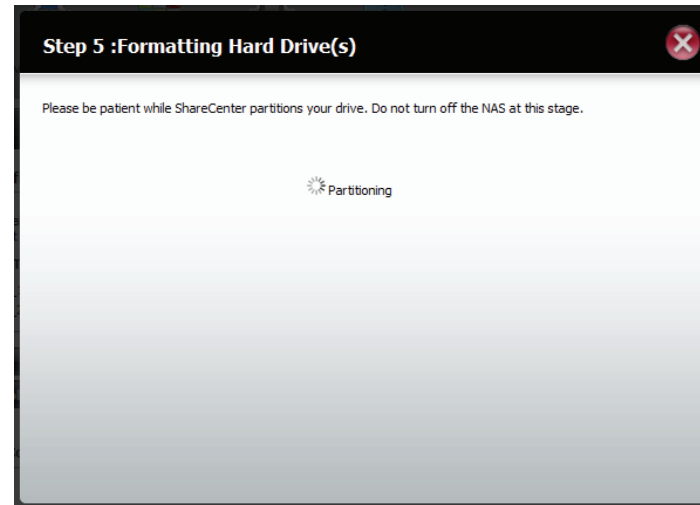 Step 5 :Formatting Hard Drive(s)
Please be patient while ShareCenter partitions your drive. Do not turn off the NAS at this stage.
Partitioning